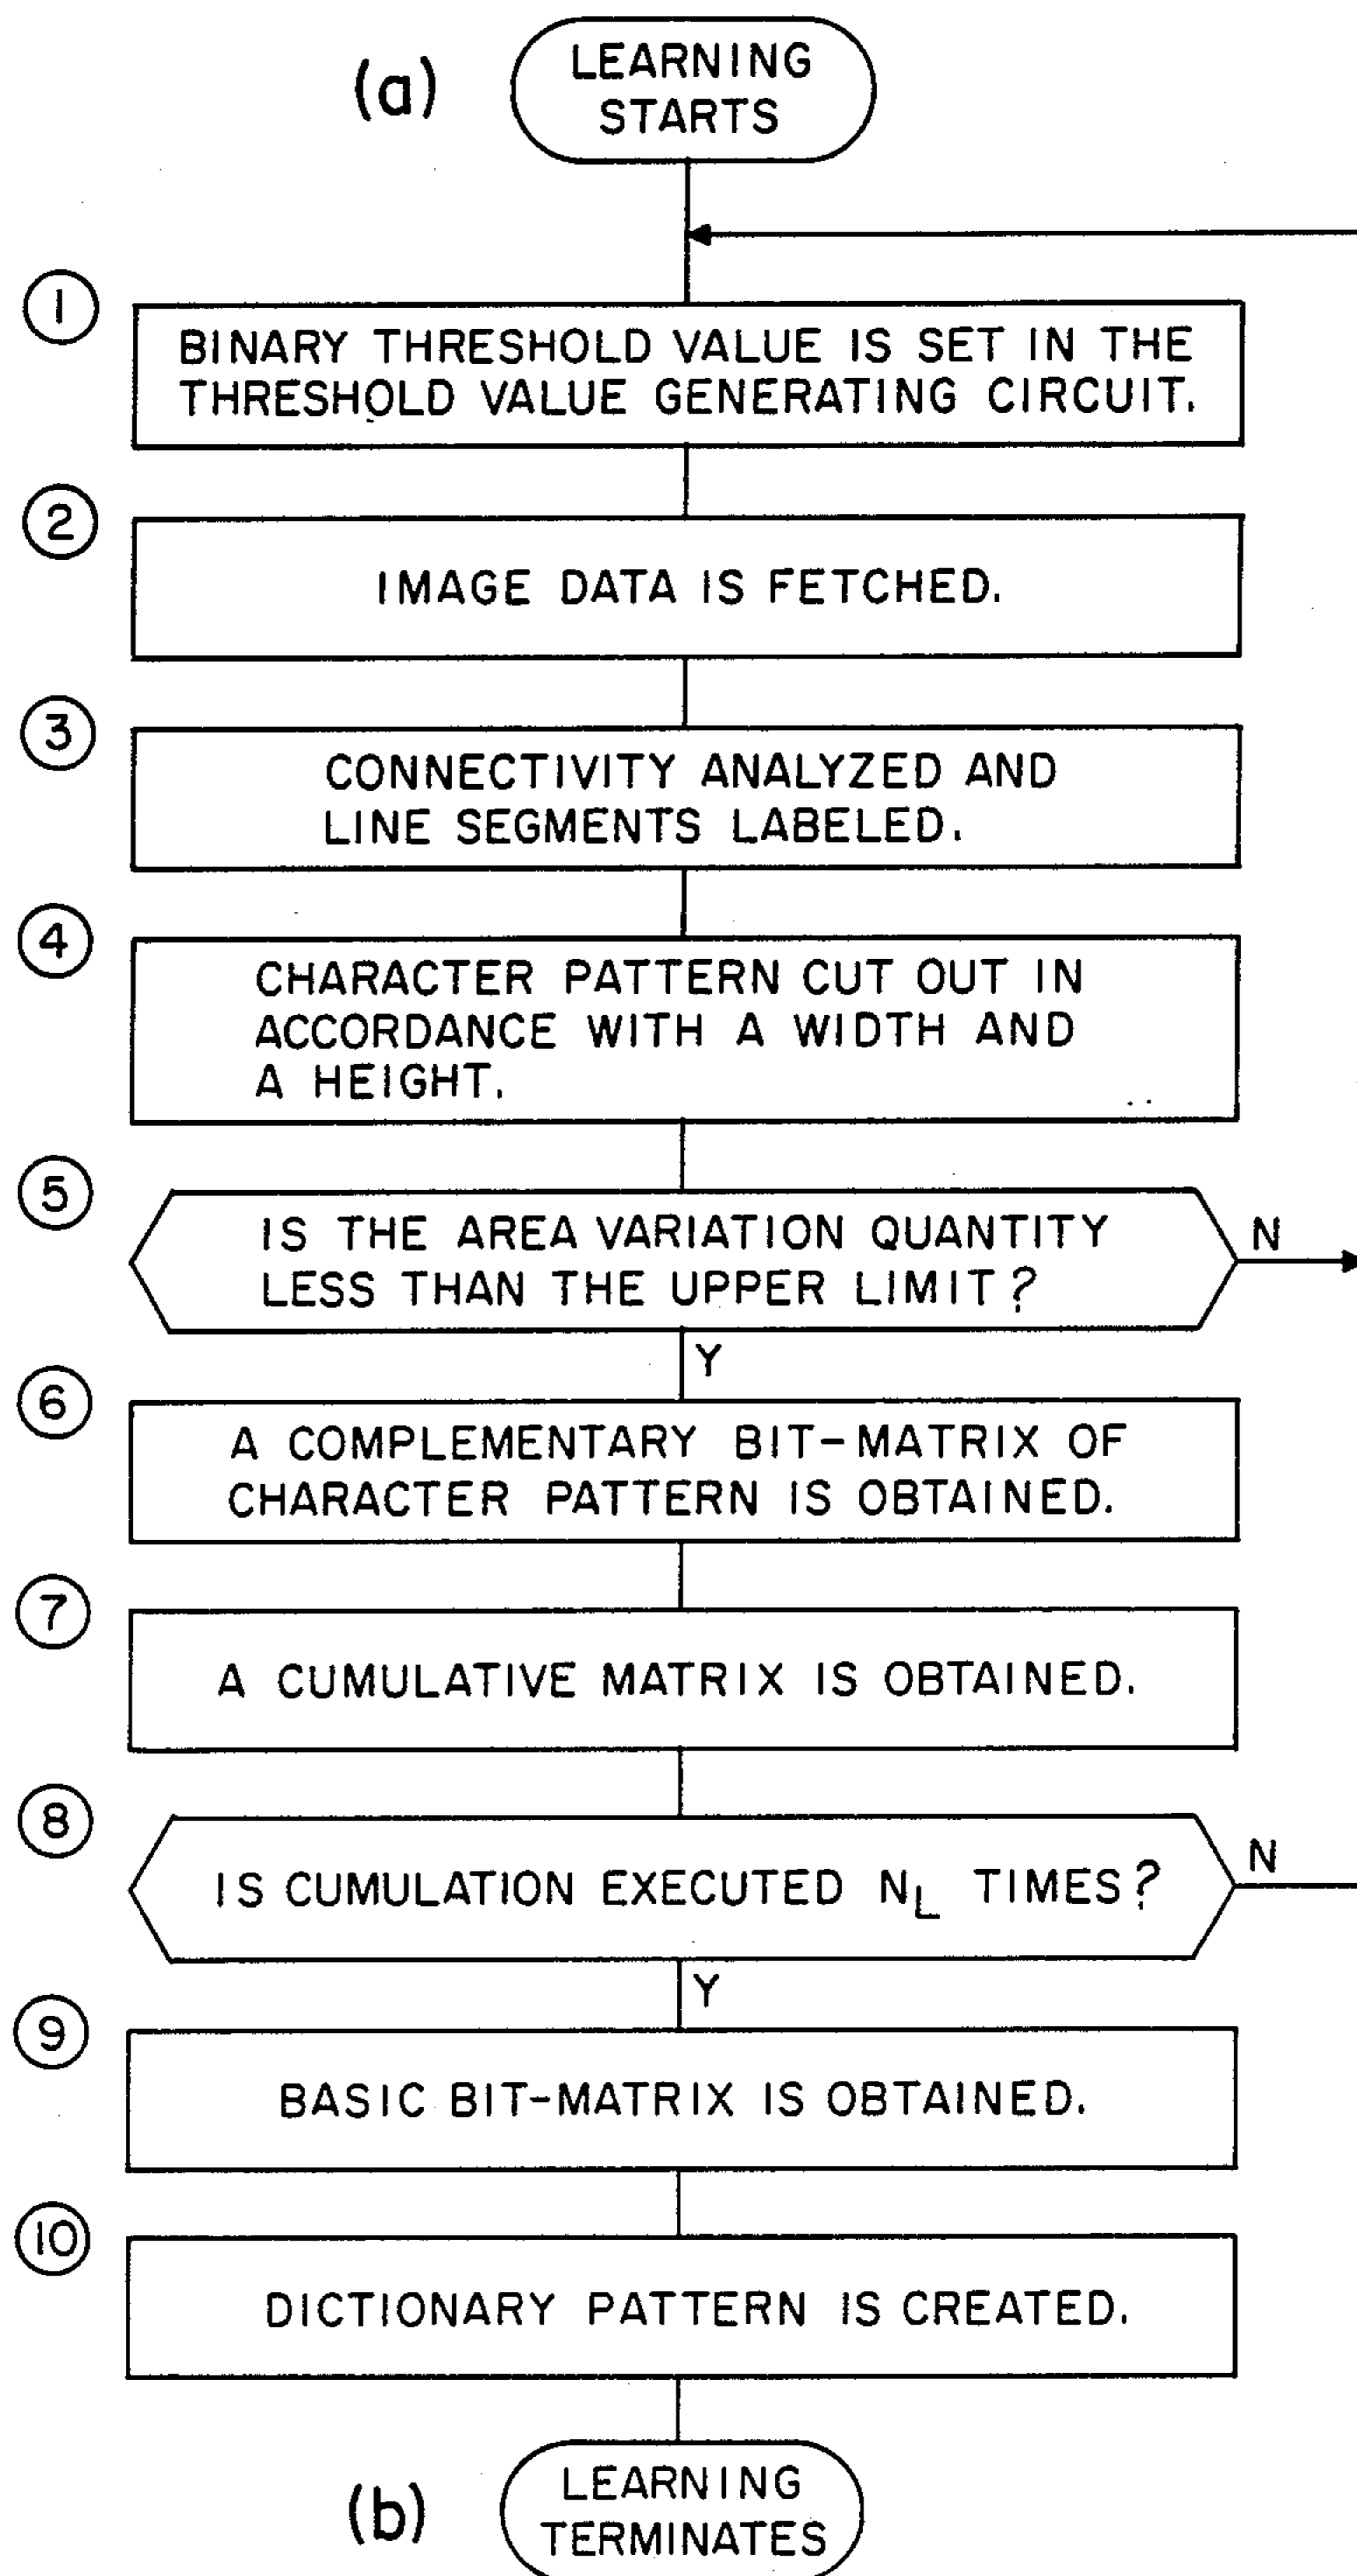 (a)
LEARNING
STARTS
1
BINARY THRESHOLD VALUE IS SET IN THE
THRESHOLD VALUE GENERATING CIRCUIT.
2
IMAGE DATA IS FETCHED.
3
CONNECTIVITY ANALYZED AND
LINE SEGMENTS LABELED.
4
CHARACTER PATTERN CUT OUT IN
ACCORDANCE WITH A WIDTH AND
A HEIGHT.
5
IS THE AREA VARIATION QUANTITY
LESS THAN THE UPPER LIMIT?
N
Y
6
A COMPLEMENTARY BIT-MATRIX OF
CHARACTER PATTERN IS OBTAINED.
7
A CUMULATIVE MATRIX IS OBTAINED.
8
IS CUMULATION EXECUTED NL TIMES?
N
Y
9
BASIC BIT-MATRIX IS OBTAINED.
10
DICTIONARY PATTERN IS CREATED.
(b)
LEARNING
TERMINATES